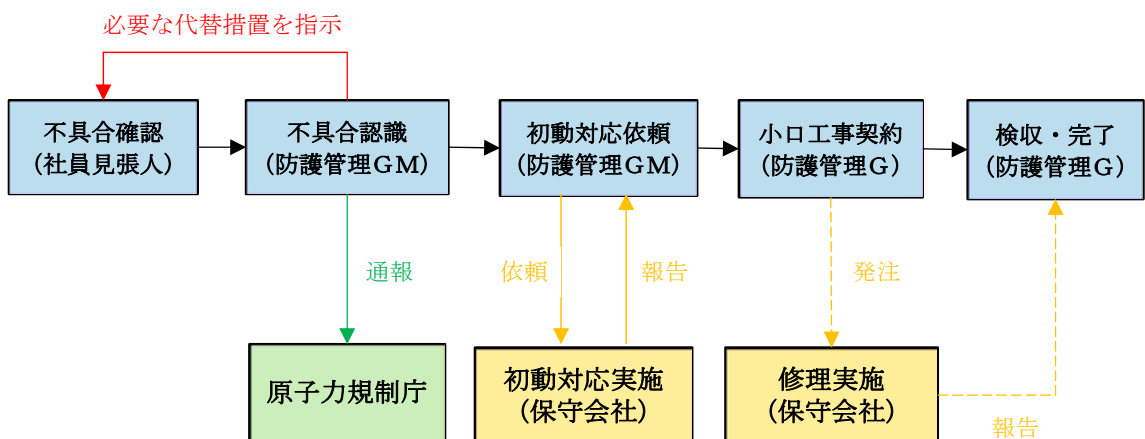 必要な代替措置を指示
不具合確認
（社員見張人）
不具合認識
（防護管理ＧＭ）
初動対応依頼
（防護管理ＧＭ）
小口工事契約
（防護管理Ｇ）
検収・完了
（防護管理Ｇ）
通報
依頼
報告
発注
原子力規制庁
初動対応実施
（保守会社）
修理実施
（保守会社）
報告